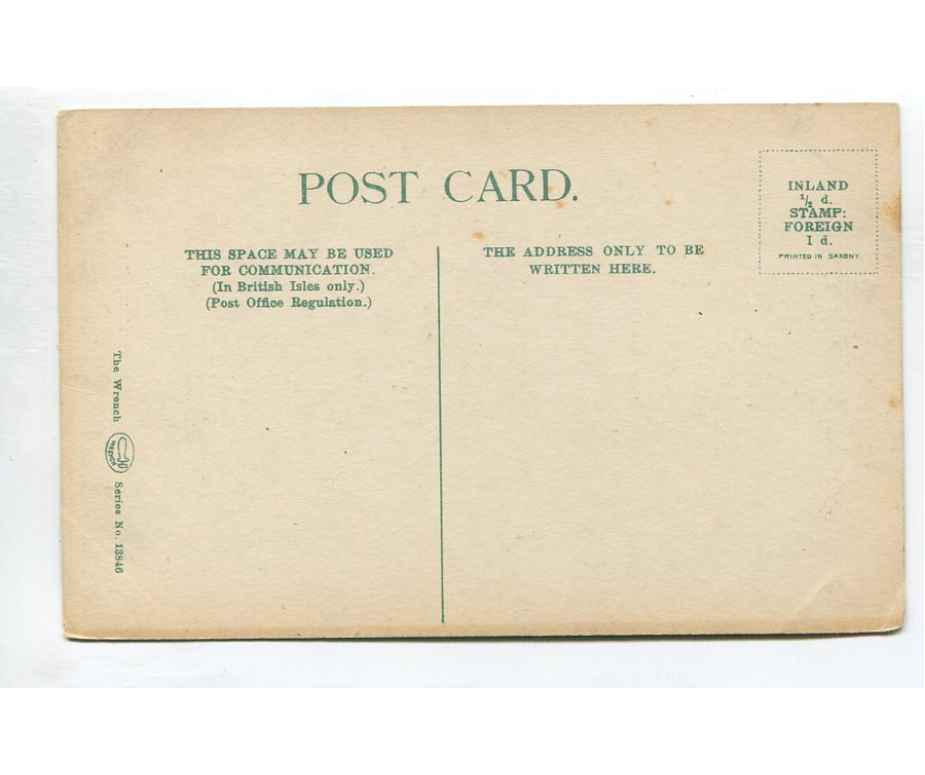 POST CARD.
INLAND
½ d.
STAMP:
FOREIGN
1 d.
PRINTED IN SAXONY
THIS SPACE MAY BE USED
FOR COMMUNICATION.
(In British Isles only.)
(Post Office Regulation.)
THE ADDRESS ONLY TO BE
WRITTEN HERE.
The Wrench
WRENCH
Series No. 13846